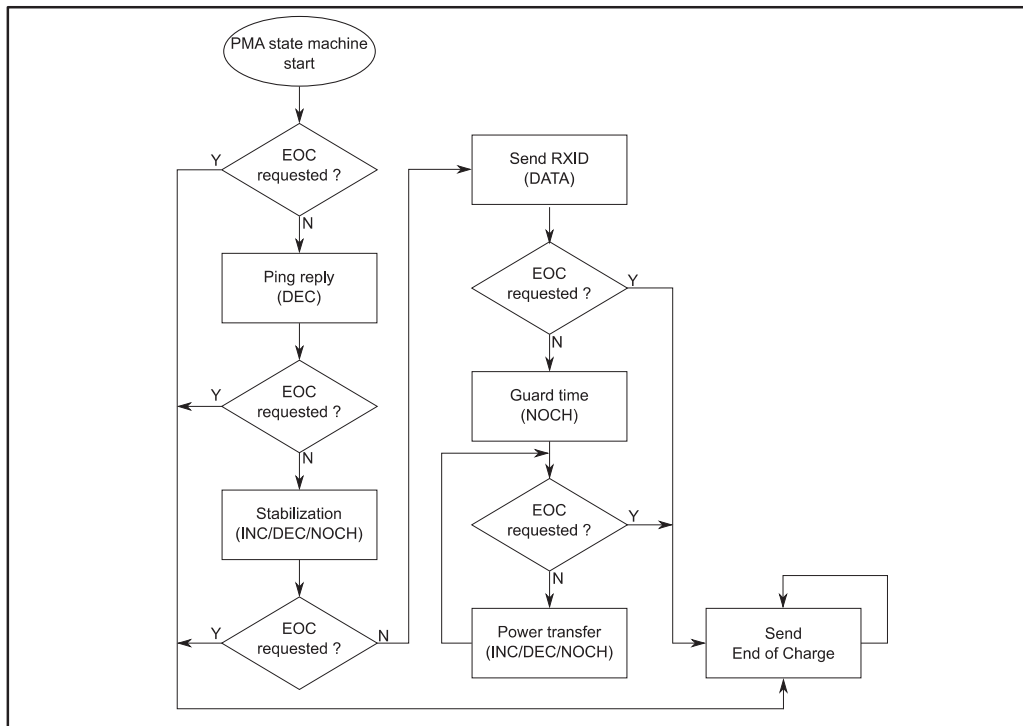 PMA state machine
start
EOC
requested ?
Y
N
Ping reply
(DEC)
EOC
requested ?
Y
N
Stabilization
(INC/DEC/NOCH)
EOC
requested ?
Y
N
Send RXID
(DATA)
EOC
requested ?
Y
N
Guard time
(NOCH)
EOC
requested ?
Y
N
Power transfer
(INC/DEC/NOCH)
Send
End of Charge